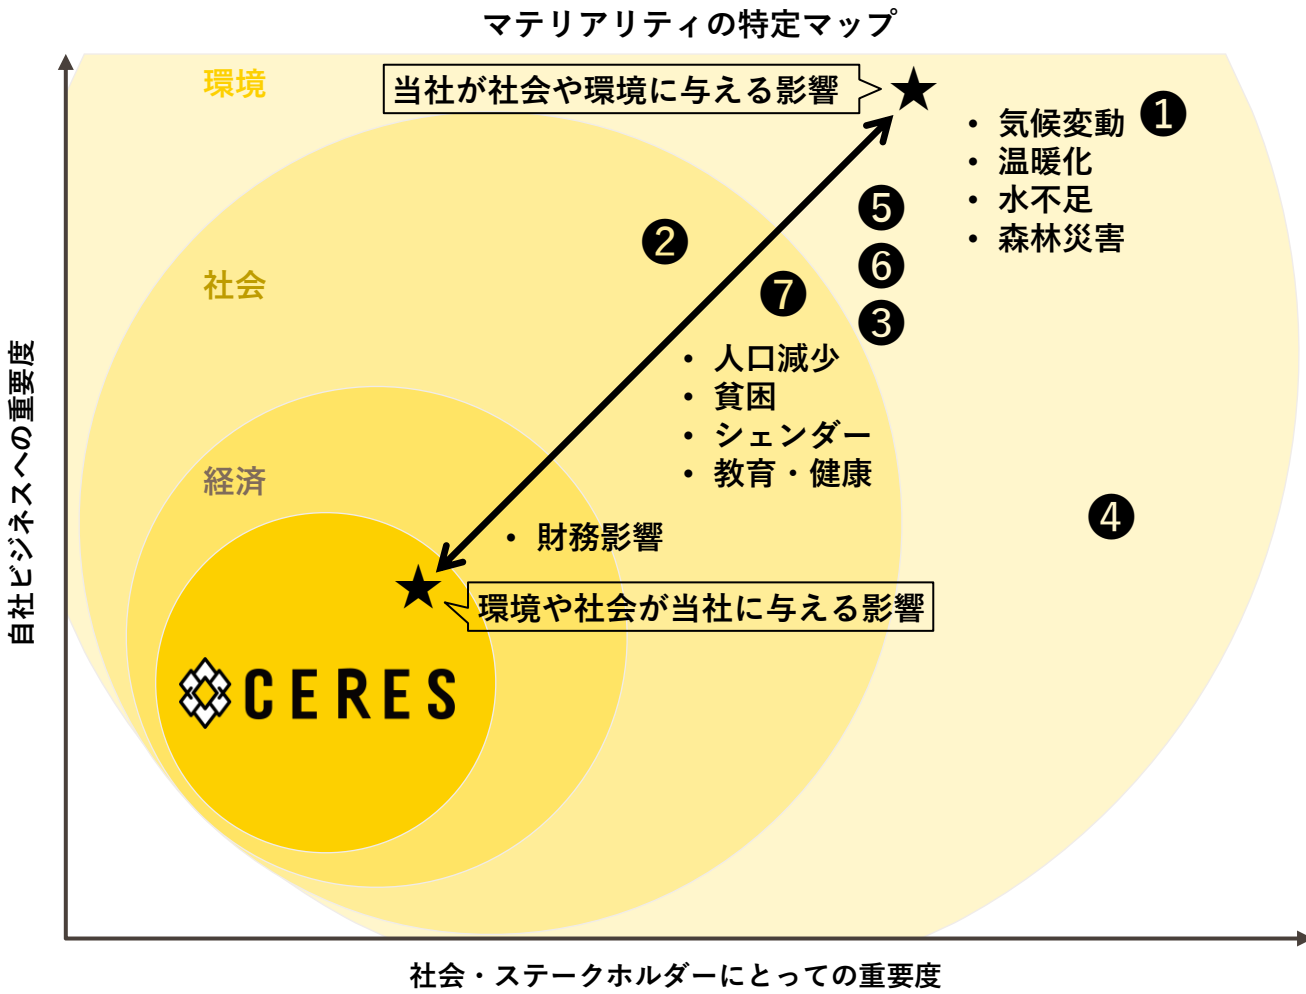 マテリアリティの特定マップ
環境
当社が社会や環境に与える影響
• 気候変動 ❶
• 温暖化
• 水不足
• 森林災害
❺
❷
❻
社会
❼
❸
• 人口減少
• 貧困
• シェンダー
• 教育・健康
経済
❹
• 財務影響
環境や社会が当社に与える影響
CERES
自社ビジネスへの重要度
社会・ステークホルダーにとっての重要度